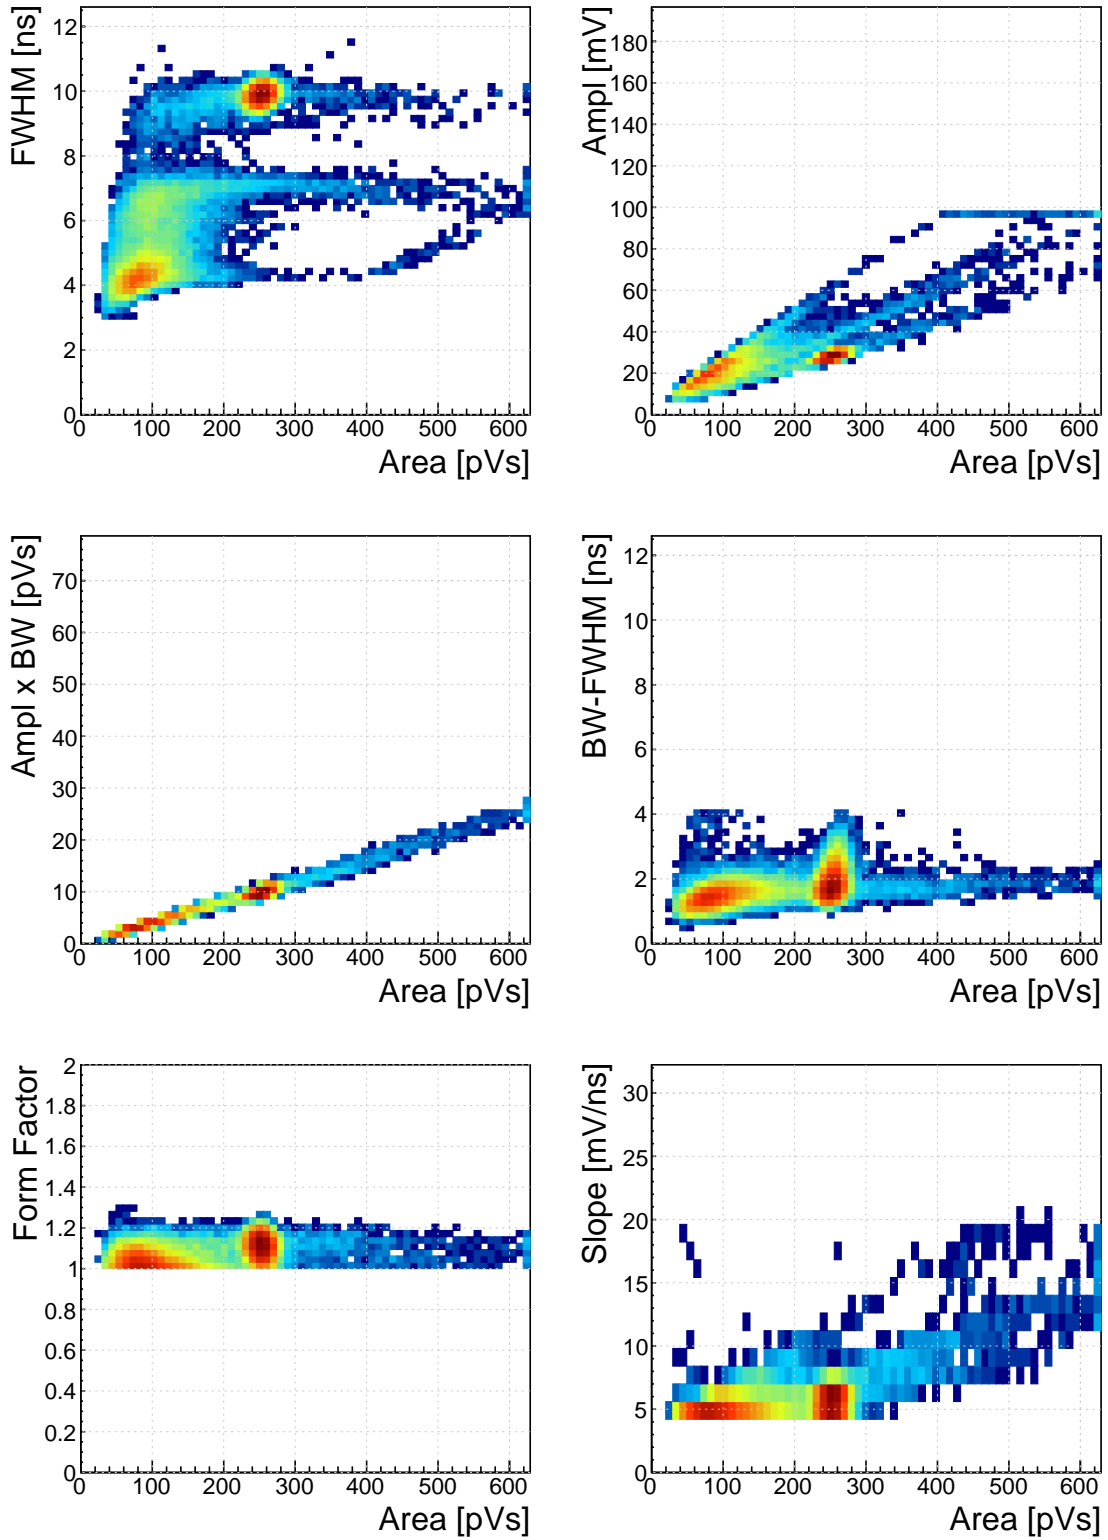 FWHM [ns]
12
10
8
6
4
2
0
0 100 200 300 400 500 600
Area [pVs]
Ampl [mV]
180
160
140
120
100
80
60
40
20
0
0 100 200 300 400 500 600
Area [pVs]
Ampl x BW [pVs]
70
60
50
40
30
20
10
0
0 100 200 300 400 500 600
Area [pVs]
BW-FWHM [ns]
12
10
8
6
4
2
0
0 100 200 300 400 500 600
Area [pVs]
Form Factor
2
1.8
1.6
1.4
1.2
1
0.8
0.6
0.4
0.2
0
0 100 200 300 400 500 600
Area [pVs]
Slope [mV/ns]
30
25
20
15
10
5
0
0 100 200 300 400 500 600
Area [pVs]